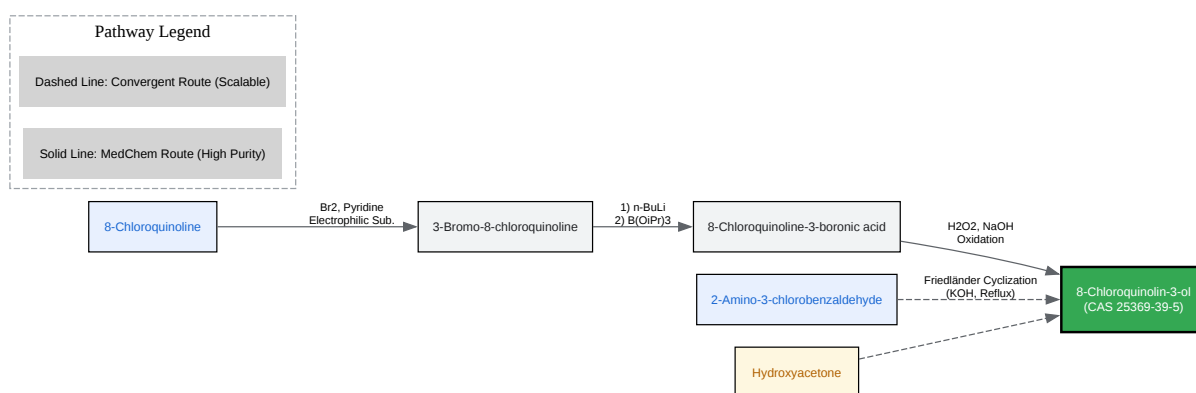 Pathway Legend
Dashed Line: Convergent Route (Scalable)
Solid Line: MedChem Route (High Purity)
8-Chloroquinoline
Br2, Pyridine
Electrophilic Sub.
3-Bromo-8-chloroquinoline
1) n-BuLi
2) B(OiPr)3
8-Chloroquinoline-3-boronic acid
H2O2, NaOH
Oxidation
2-Amino-3-chlorobenzaldehyde
Friedländer Cyclization
(KOH, Reflux)
8-Chloroquinolin-3-ol
(CAS 25369-39-5)
Hydroxyacetone